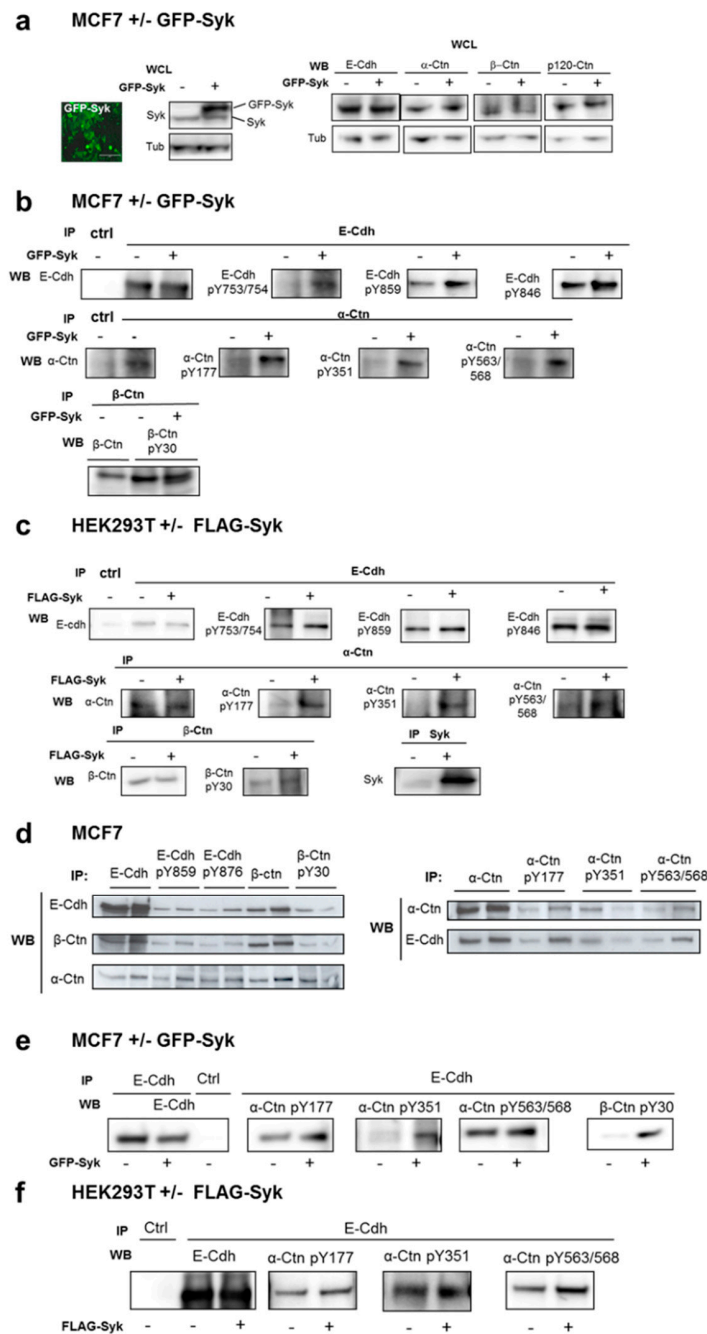 a MCF7 +/- GFP-Syk
WCL
WCL
WB E-Cdh α-Ctn β-Ctn p120-Ctn
GFP-Syk - +
GFP-Syk - + - + - + - +
GFP-Syk
GFP-Syk
Syk
Syk
Tub
Tub
b MCF7 +/- GFP-Syk
IP ctrl E-Cdh
GFP-Syk - - + - + - + - +
WB E-Cdh
E-Cdh pY753/754
E-Cdh pY859
E-Cdh pY846
IP ctrl α-Ctn
GFP-Syk - - - + - + - +
WB α-Ctn
α-Ctn pY177
α-Ctn pY351
α-Ctn pY563/568
IP β-Ctn
GFP-Syk - - +
WB β-Ctn β-Ctn pY30
c HEK293T +/- FLAG-Syk
IP ctrl E-Cdh
FLAG-Syk - - + - + - + - +
WB E-cdh
E-Cdh pY753/754
E-Cdh pY859
E-Cdh pY846
IP α-Ctn
FLAG-Syk - + - + - + - +
WB α-Ctn
α-Ctn pY177
α-Ctn pY351
α-Ctn pY563/568
IP β-Ctn IP Syk
FLAG-Syk - + - + - +
WB β-Ctn
β-Ctn pY30
Syk
d MCF7
IP: E-Cdh E-Cdh pY859 E-Cdh pY876 β-ctn β-Ctn pY30
WB
E-Cdh
β-Ctn
α-Ctn
IP: α-Ctn α-Ctn pY177 α-Ctn pY351 α-Ctn pY563/568
WB
α-Ctn
E-Cdh
e MCF7 +/- GFP-Syk
IP E-Cdh Ctrl E-Cdh
WB E-Cdh α-Ctn pY177 α-Ctn pY351 α-Ctn pY563/568 β-Ctn pY30
GFP-Syk - + - - + - + - + - +
f HEK293T +/- FLAG-Syk
IP Ctrl E-Cdh
WB E-Cdh α-Ctn pY177 α-Ctn pY351 α-Ctn pY563/568
FLAG-Syk - - + - + - + - +